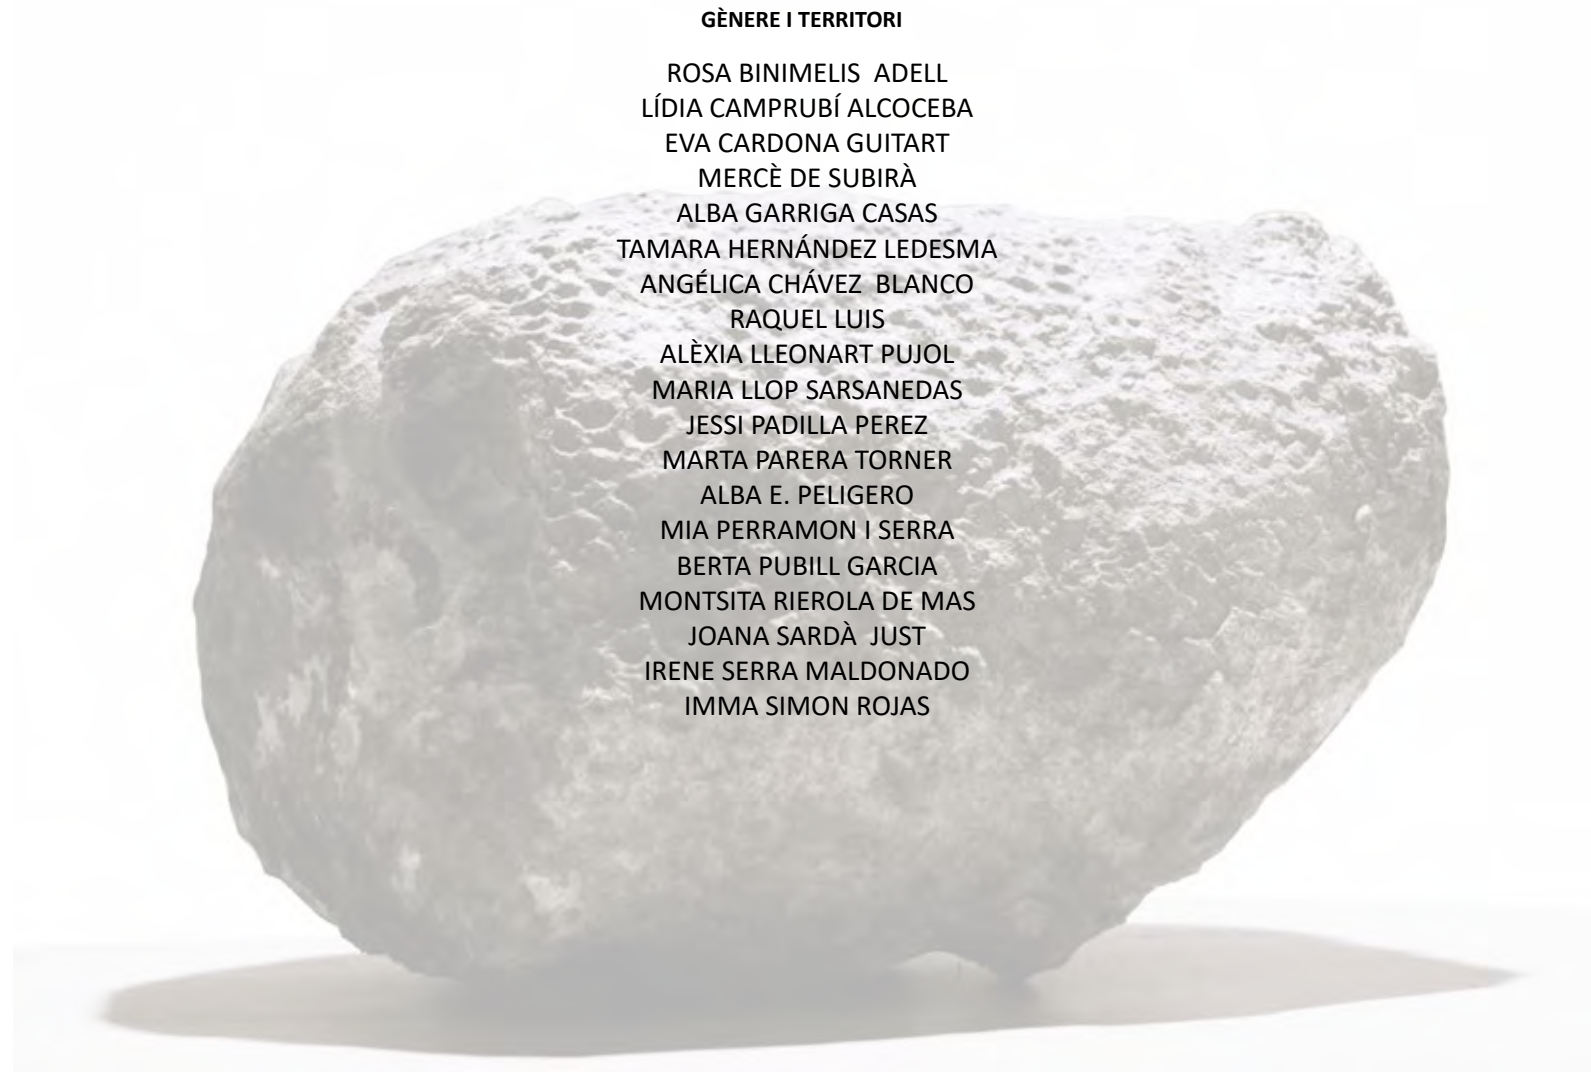 GÈNERE I TERRITORI
ROSA BINIMELIS  ADELL
LÍDIA CAMPRUBÍ ALCOCEBA
EVA CARDONA GUITART
MERCÈ DE SUBIRÀ
ALBA GARRIGA CASAS
TAMARA HERNÁNDEZ LEDESMA
ANGÉLICA CHÁVEZ  BLANCO
RAQUEL LUIS
ALÈXIA LLEONART PUJOL
MARIA LLOP SARSANEDAS
JESSI PADILLA PEREZ
MARTA PARERA TORNER
ALBA E. PELIGERO
MIA PERRAMON I SERRA
BERTA PUBILL GARCIA
MONTSITA RIEROLA DE MAS
JOANA SARDÀ  JUST
IRENE SERRA MALDONADO
IMMA SIMON ROJAS